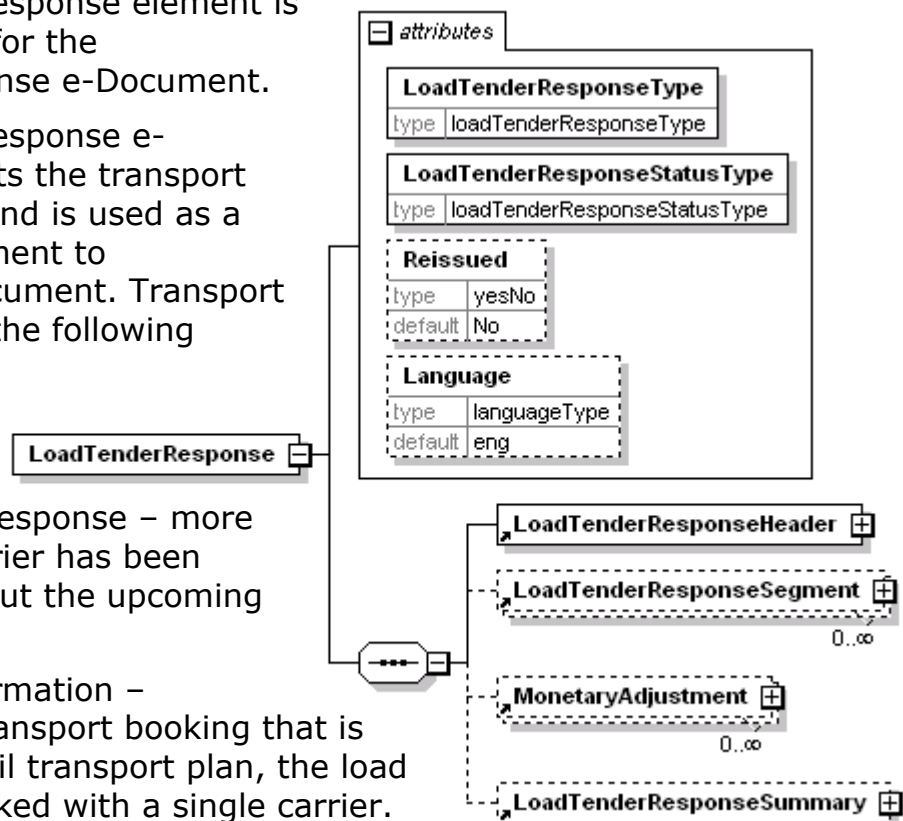 esponse element is
for the
nse e-Document.
esponse e-
ts the transport
nd is used as a
ment to
cument. Transport
the following
esponse – more
rier has been
ut the upcoming
rmation –
ansport booking that is
il transport plan, the load
ked with a single carrier.
attributes
LoadTenderResponseType
type loadTenderResponseType
LoadTenderResponseStatusType
type loadTenderResponseStatusType
Reissued
type yesNo
default No
Language
type languageType
default eng
LoadTenderResponse
LoadTenderResponseHeader
LoadTenderResponseSegment
0..∞
MonetaryAdjustment
0..∞
LoadTenderResponseSummary